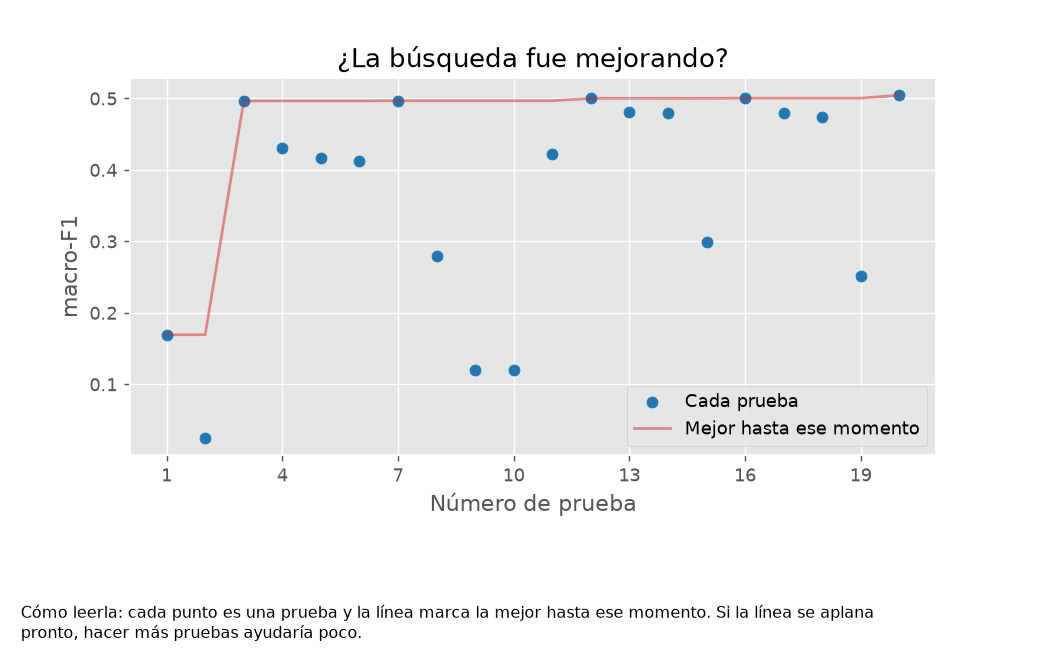 ¿La búsqueda fue mejorando?
0.5
0.4
0.3
0.2
0.1
macro-F1
Cada prueba
Mejor hasta ese momento
1 4 7 10 13 16 19
Número de prueba
Cómo leerla: cada punto es una prueba y la línea marca la mejor hasta ese momento. Si la línea se aplana
pronto, hacer más pruebas ayudaría poco.